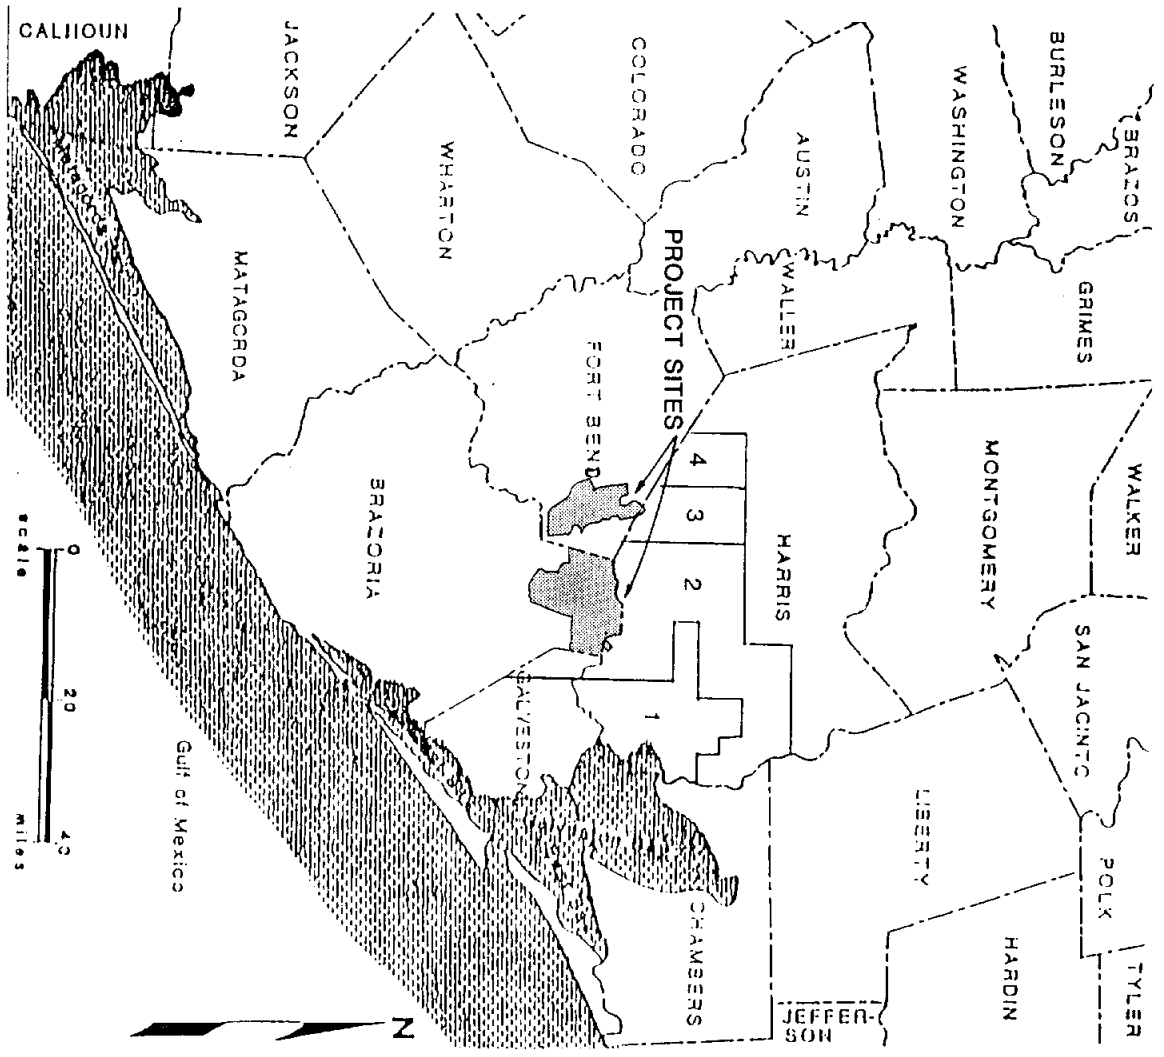 CALHOUN
JACKSON
COLORADO
BURLESON
BRAZOS
WASHINGTON
AUSTIN
WHARTON
MATAGORDA
PROJECT SITES
WALLER
GRIMES
FORT BEND
WALKER
MONTGOMERY
BRAZORIA
HARRIS
4
3
2
1
SAN JACINTO
GALVESTON
LIBERTY
POLK
CHAMBERS
HARDIN
TYLER
JEFFER-
SON
Gulf of Mexico
0 20 40
scale miles
N